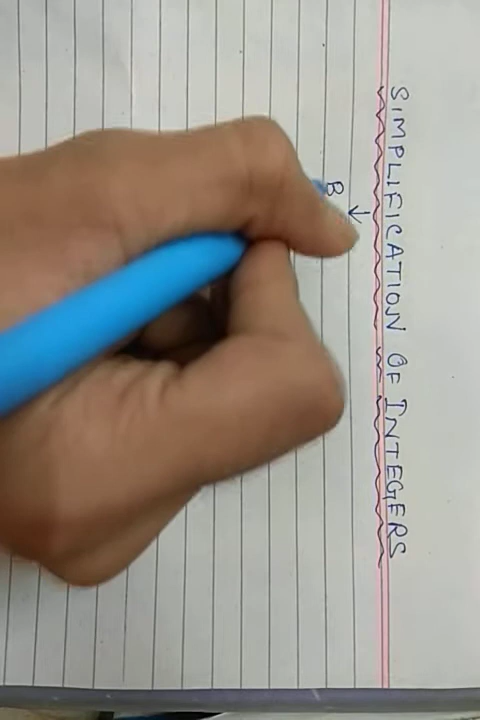 SIMPLIFICATION OF INTEGERS
↓
B